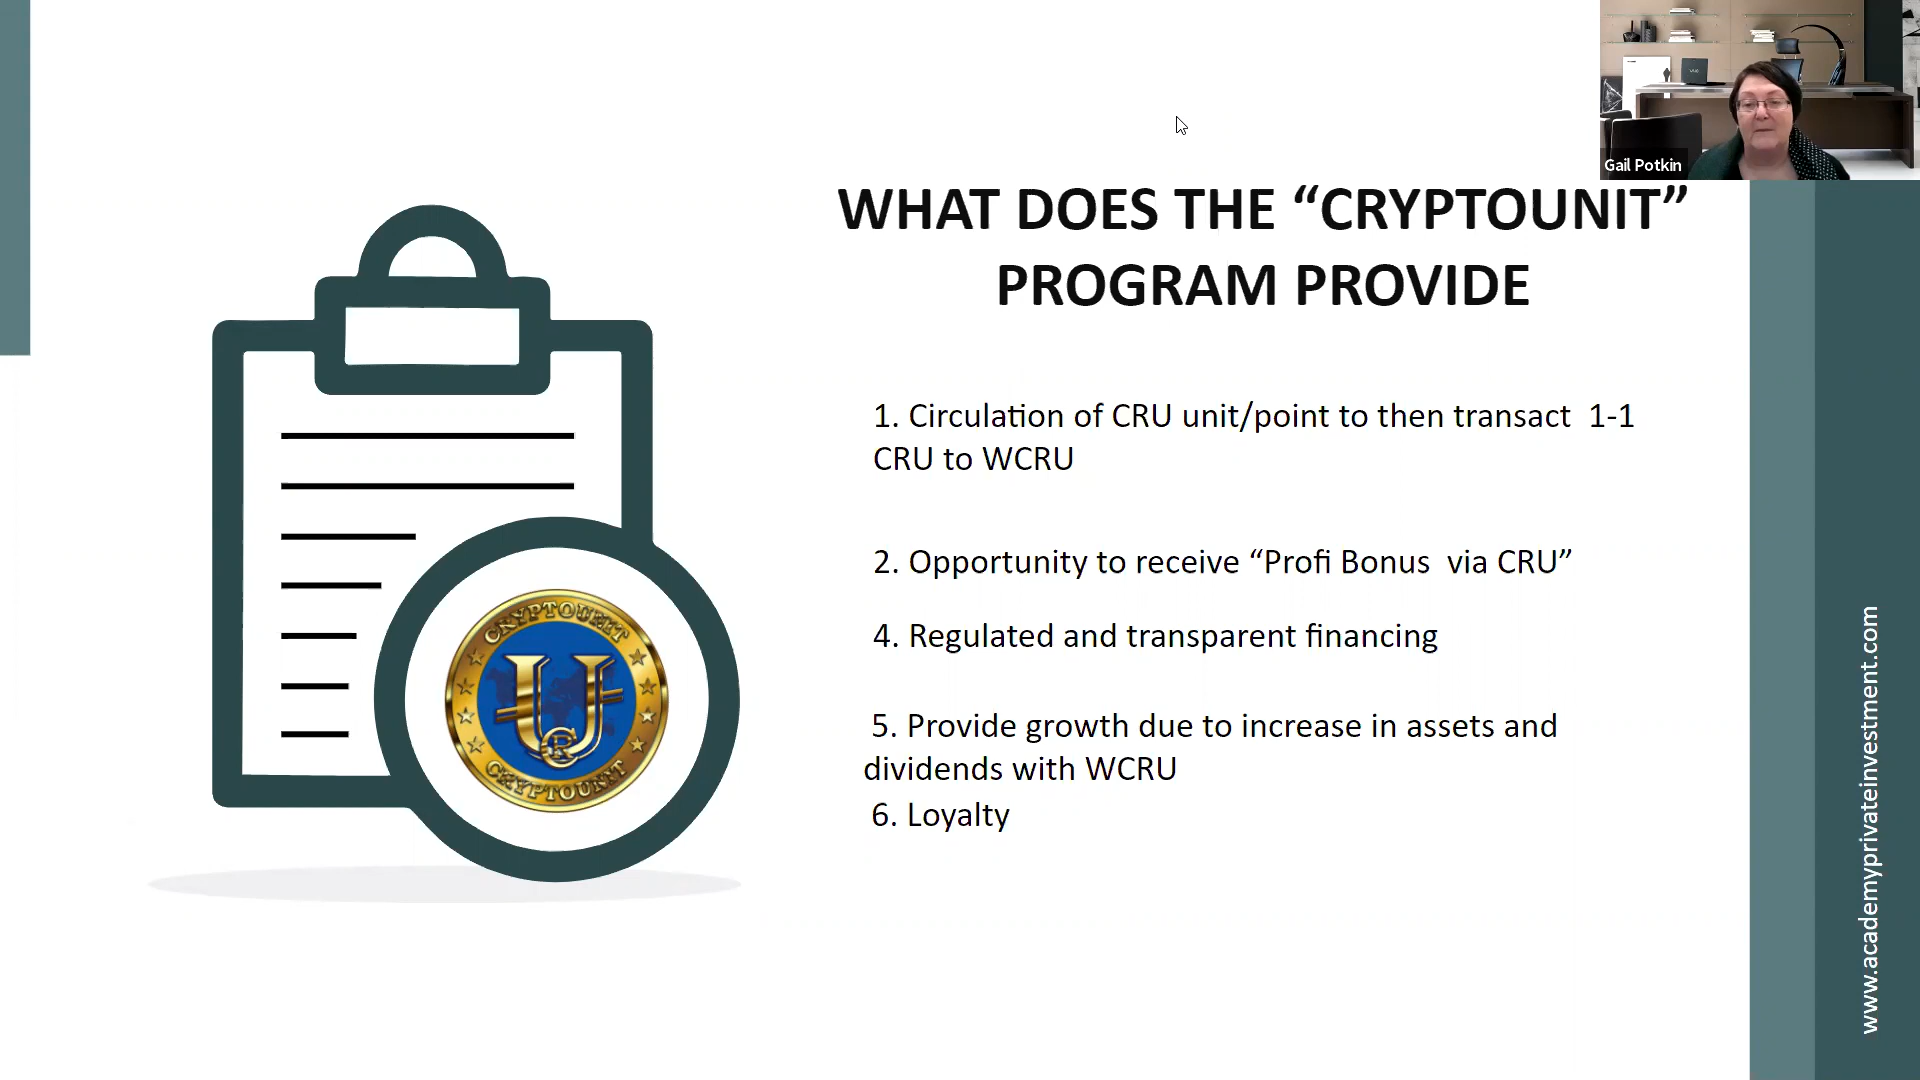 Gail Potkin
WHAT DOES THE “CRYPTOUNIT”
PROGRAM PROVIDE
1. Circulation of CRU unit/point to then transact  1-1
CRU to WCRU
2. Opportunity to receive “Profi Bonus  via CRU”
4. Regulated and transparent financing
5. Provide growth due to increase in assets and
dividends with WCRU
6. Loyalty
CRYPTOUNIT
CRYPTOUNIT
www.academyprivateinvestment.com